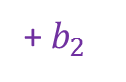 + b₂